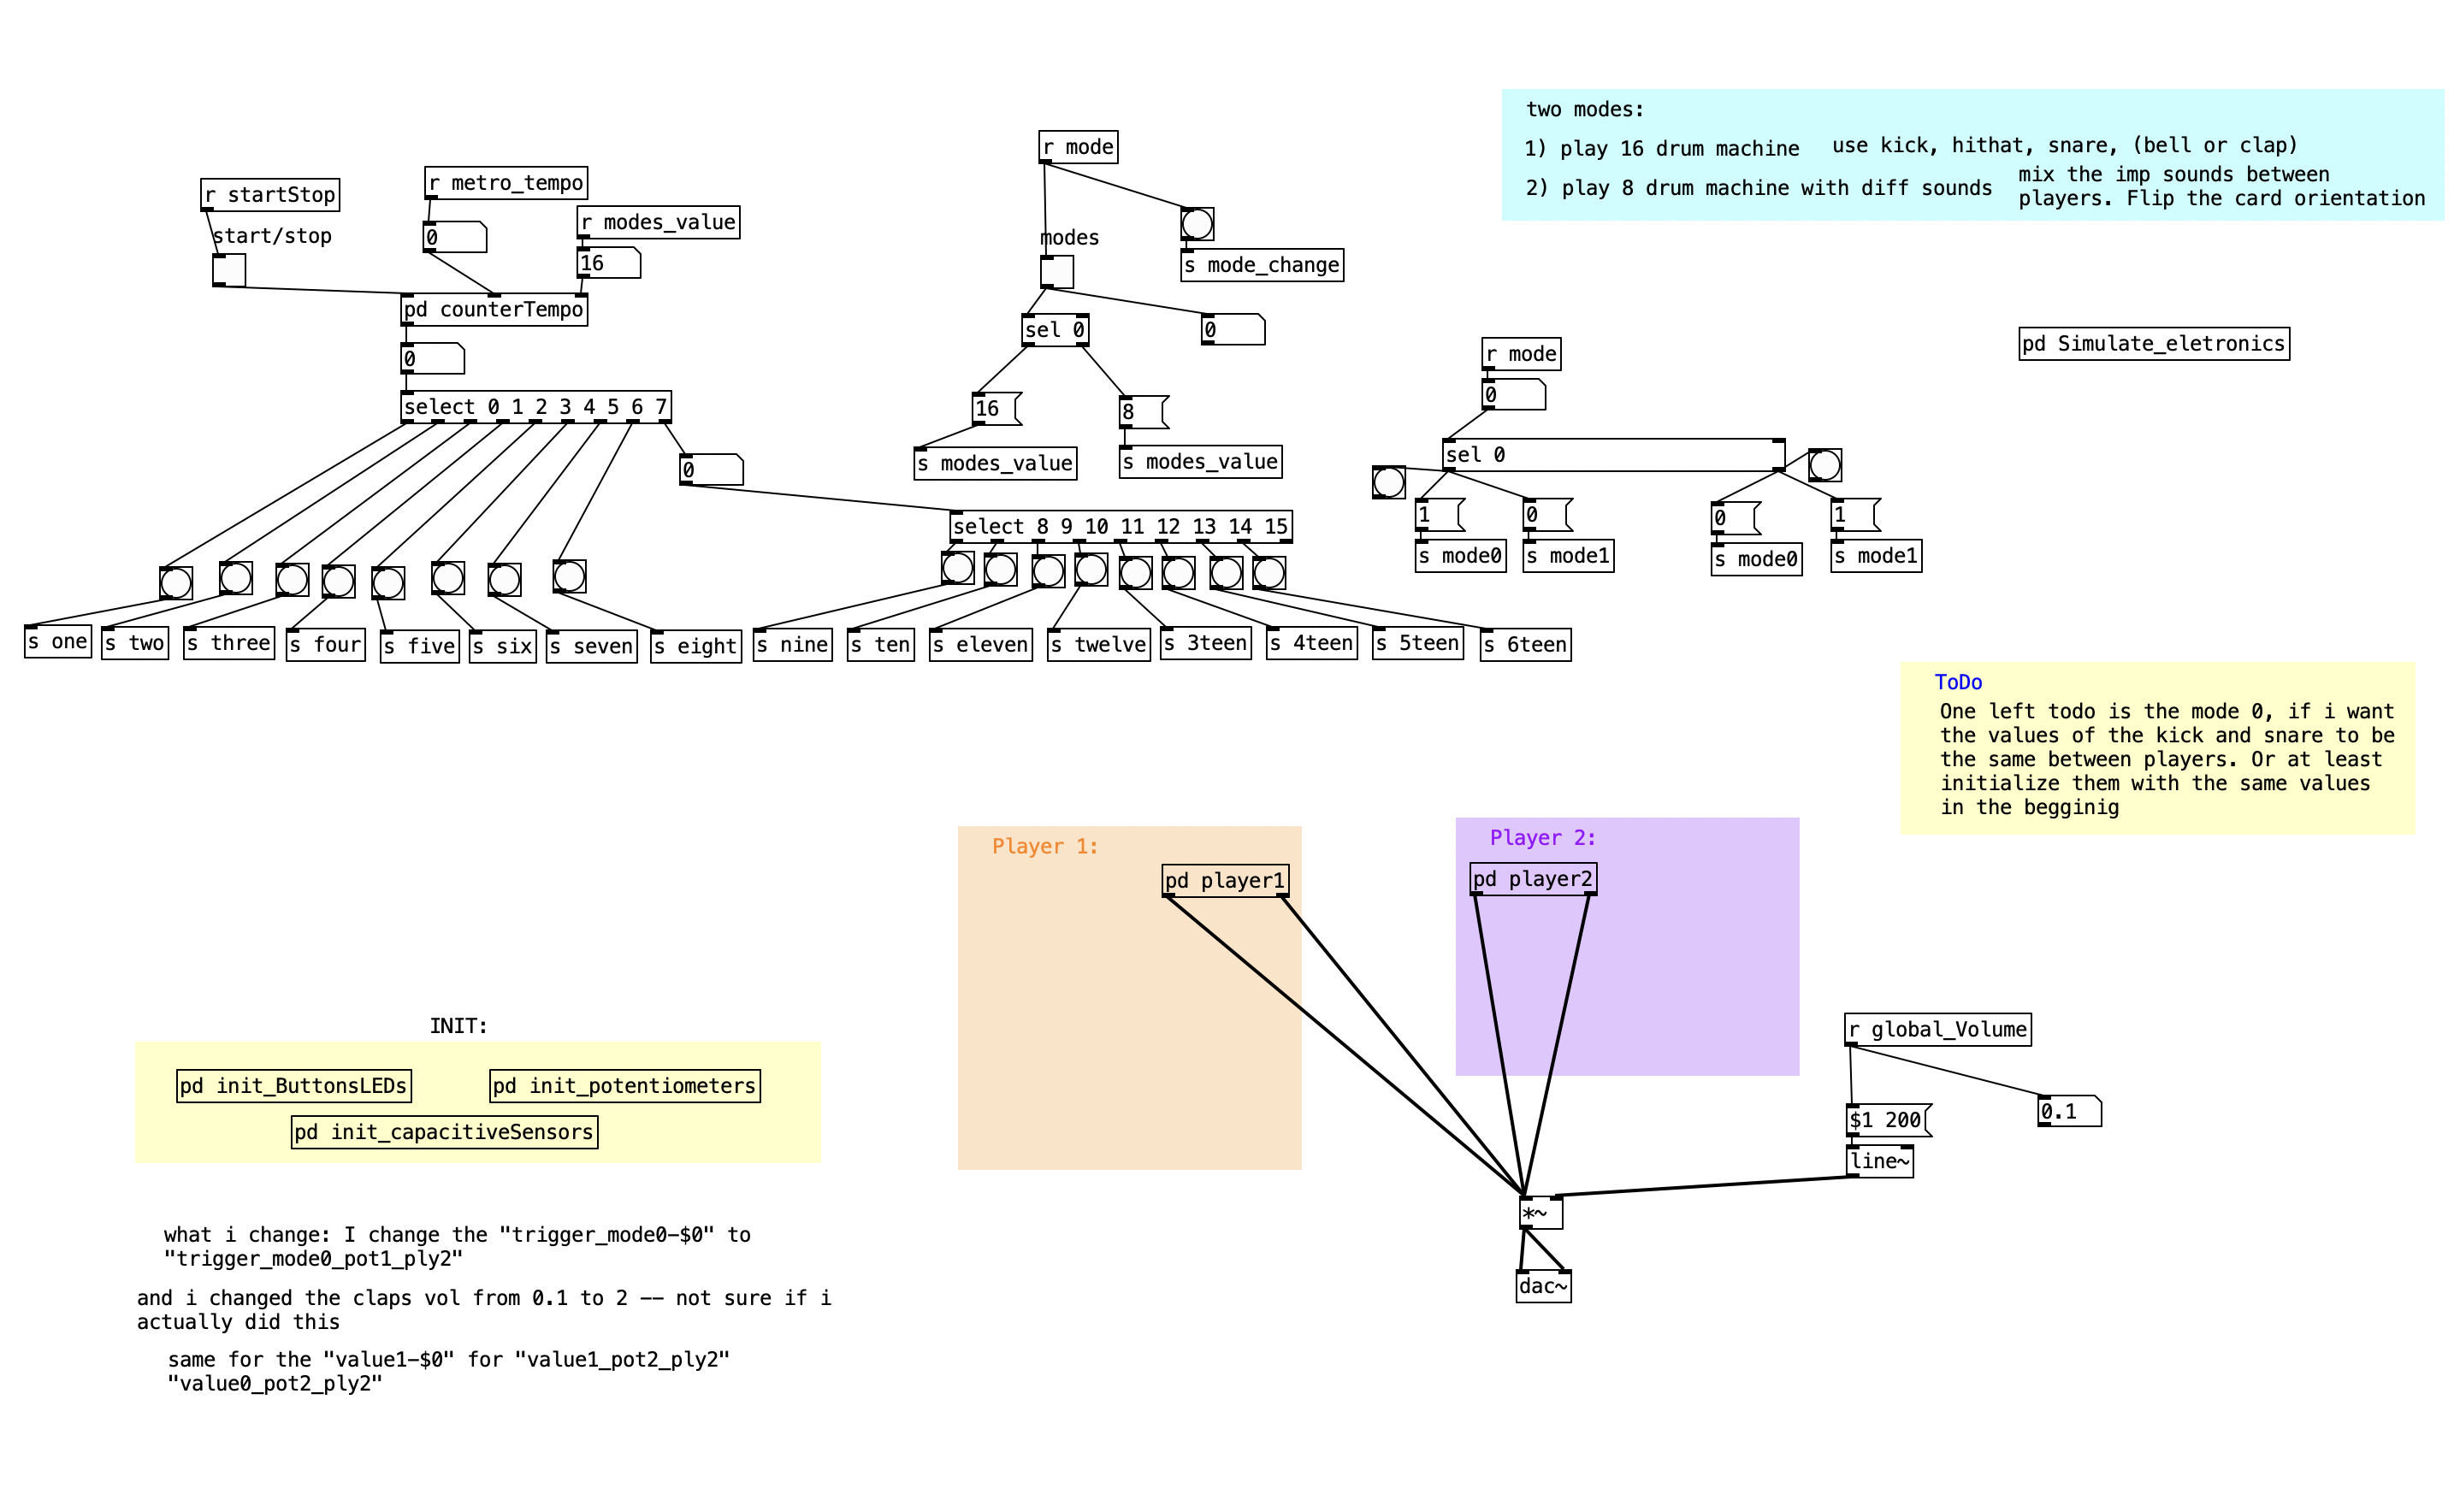 two modes:
1) play 16 drum machine
use kick, hithat, snare, (bell or clap)
2) play 8 drum machine with diff sounds
mix the imp sounds between
players. Flip the card orientation
r startStop
start/stop
r metro_tempo
0
r modes_value
16
pd counterTempo
0
select 0 1 2 3 4 5 6 7
0
r mode
modes
s mode_change
sel 0
0
16
8
s modes_value
s modes_value
r mode
0
sel 0
1
0
0
1
s mode0
s mode1
s mode0
s mode1
pd Simulate_eletronics
select 8 9 10 11 12 13 14 15
s one
s two
s three
s four
s five
s six
s seven
s eight
s nine
s ten
s eleven
s twelve
s 3teen
s 4teen
s 5teen
s 6teen
ToDo
One left todo is the mode 0, if i want
the values of the kick and snare to be
the same between players. Or at least
initialize them with the same values
in the begginig
Player 1:
pd player1
Player 2:
pd player2
INIT:
pd init_ButtonsLEDs
pd init_potentiometers
pd init_capacitiveSensors
r global_Volume
$1 200
0.1
line~
*~
dac~
what i change: I change the "trigger_mode0-$0" to
"trigger_mode0_pot1_ply2"
and i changed the claps vol from 0.1 to 2 -- not sure if i
actually did this
same for the "value1-$0" for "value1_pot2_ply2"
"value0_pot2_ply2"